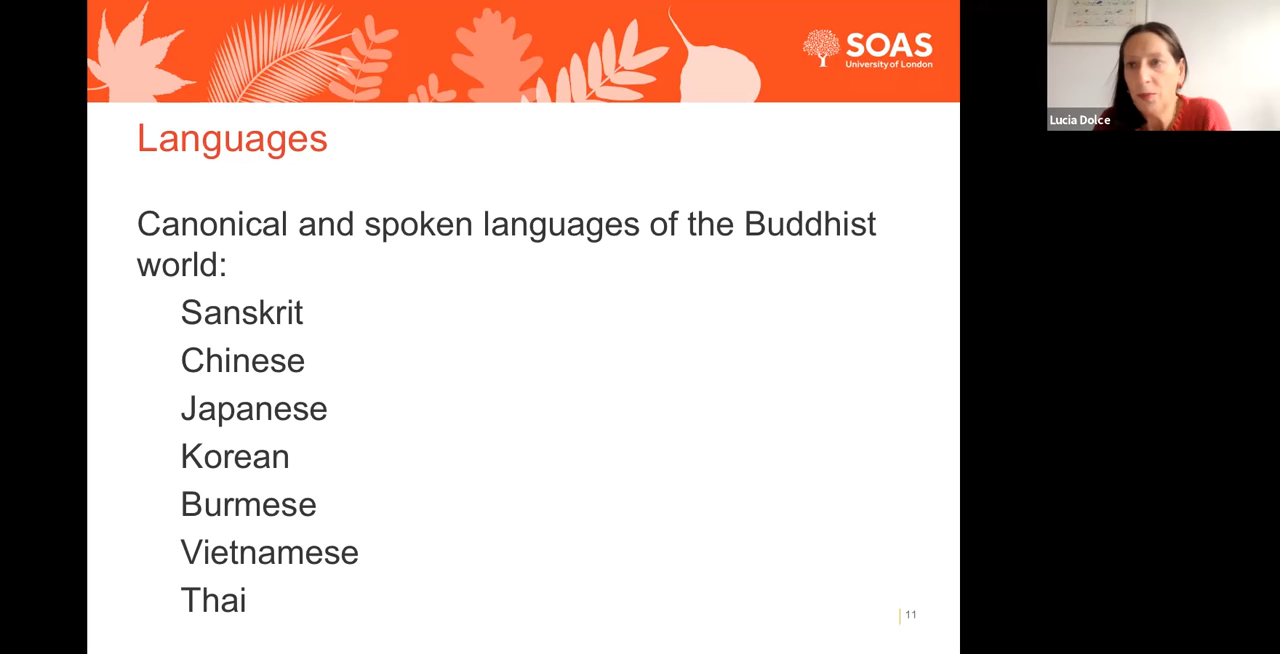 SOAS
University of London
Lucia Dolce
Languages
Canonical and spoken languages of the Buddhist
world:
Sanskrit
Chinese
Japanese
Korean
Burmese
Vietnamese
Thai
11